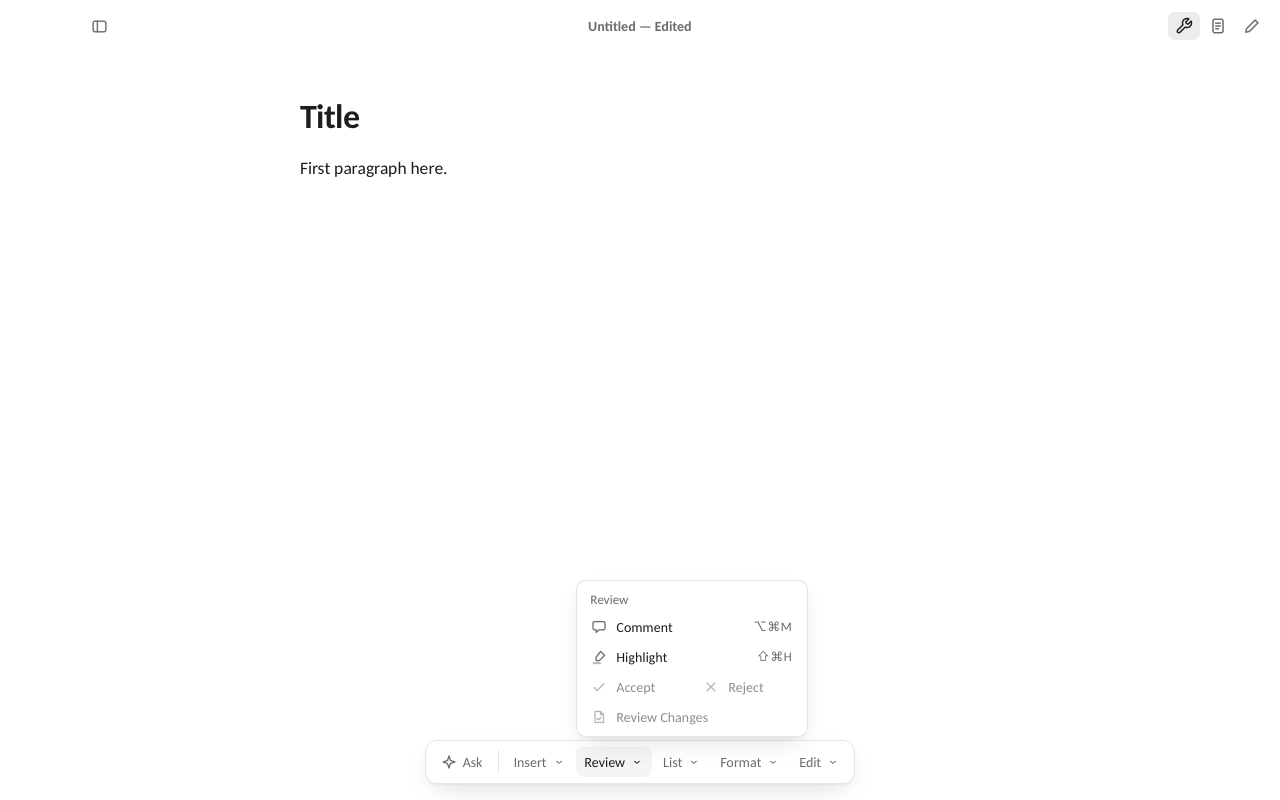 Untitled — Edited
Title
First paragraph here.
Review
Comment ⌥⌘M
Highlight ⇧⌘H
Accept Reject
Review Changes
Ask Insert Review List Format Edit